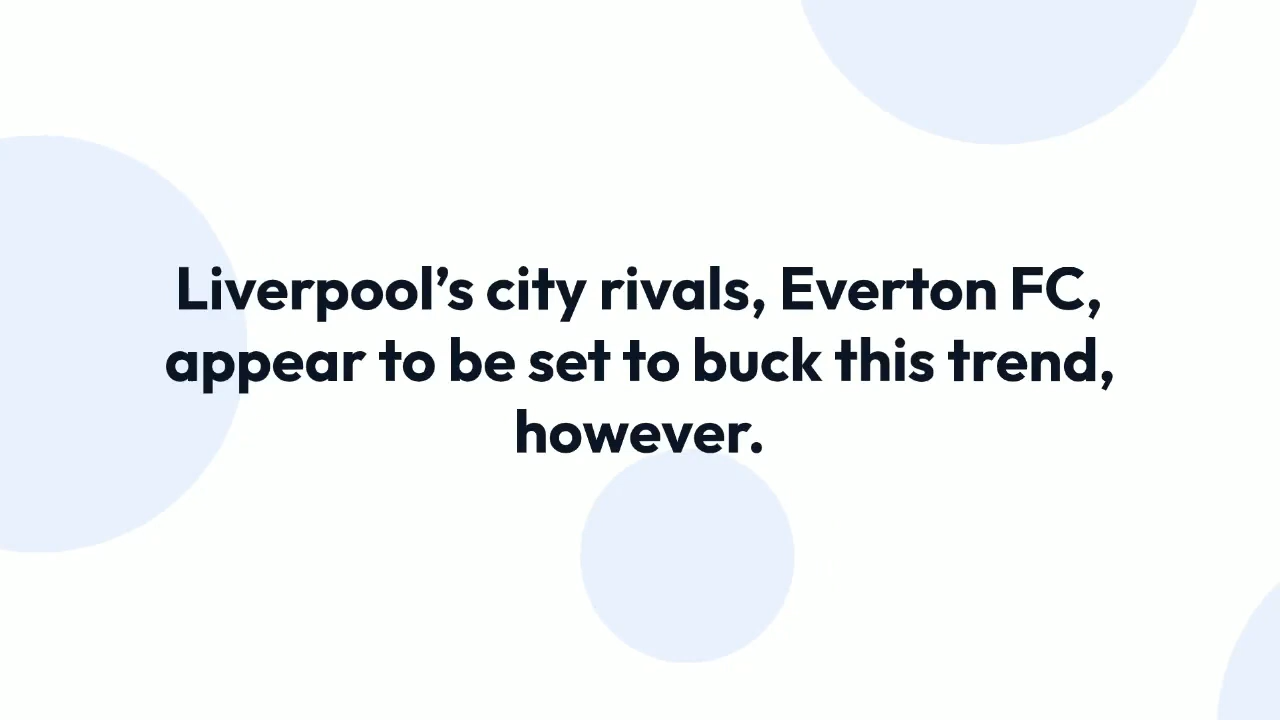 Liverpool’s city rivals, Everton FC,
appear to be set to buck this trend,
however.